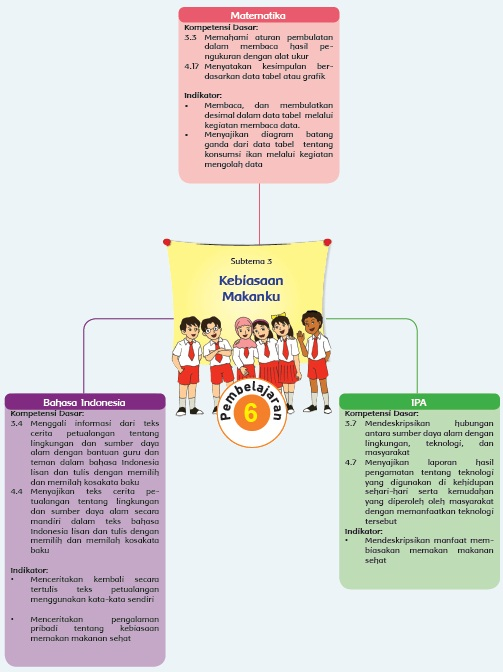 Matematika
Kompetensi Dasar:
3.3 Memahami aturan pembulatan
dalam membaca hasil pe-
ngukuran dengan alat ukur
4.17 Menyatakan kesimpulan ber-
dasarkan data tabel atau grafik
Indikator:
• Membaca, dan membulatkan
desimal dalam data tabel melalui
kegiatan membaca data.
• Menyajikan diagram batang
ganda dari data tabel tentang
konsumsi ikan melalui kegiatan
mengolah data
Subtema 3
Kebiasaan
Makanku
Pembelajaran
6
Bahasa Indonesia
Kompetensi Dasar:
3.4 Menggali informasi dari teks
cerita petualangan tentang
lingkungan dan sumber daya
alam dengan bantuan guru dan
teman dalam bahasa Indonesia
lisan dan tulis dengan memilih
dan memilah kosakata baku
4.4 Menyajikan teks cerita pe-
tualangan tentang lingkungan
dan sumber daya alam secara
mandiri dalam teks bahasa
Indonesia lisan dan tulis dengan
memilih dan memilah kosakata
baku
Indikator:
• Menceritakan kembali secara
tertulis teks petualangan
menggunakan kata-kata sendiri
• Menceritakan pengalaman
pribadi tentang kebiasaan
memakan makanan sehat
IPA
Kompetensi Dasar:
3.7 Mendeskripsikan hubungan
antara sumber daya alam dengan
lingkungan, teknologi, dan
masyarakat
4.7 Menyajikan laporan hasil
pengamatan tentang teknologi
yang digunakan di kehidupan
sehari-hari serta kemudahan
yang diperoleh oleh masyarakat
dengan memanfaatkan teknologi
tersebut
Indikator:
• Mendeskripsikan manfaat mem-
biasakan memakan makanan
sehat